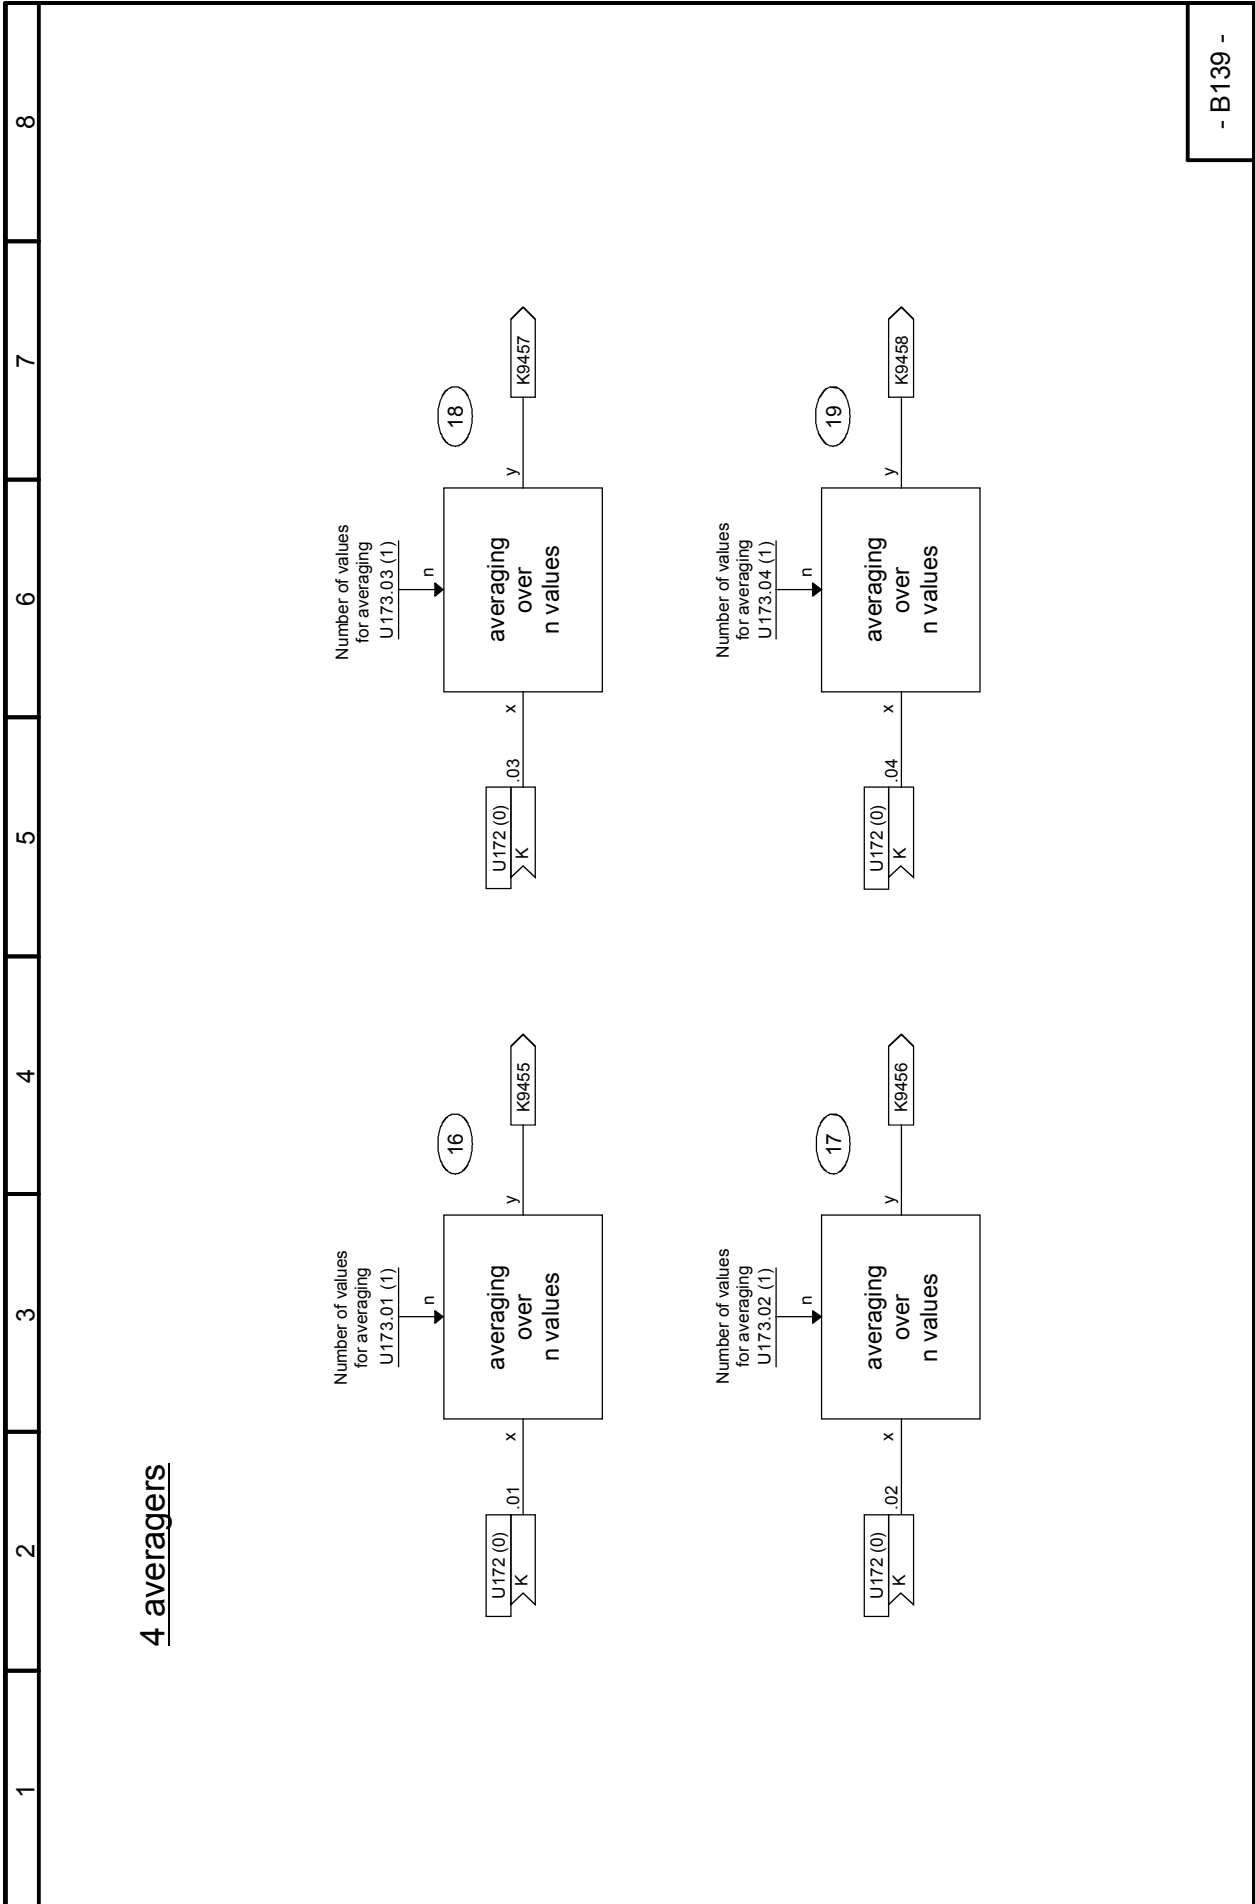 1 2 3 4 5 6 7 8
4 averagers
Number of values
for averaging
U173.01 (1)
n
16
U172 (0)
K
.01
x
averaging
over
n values
y
K9455
Number of values
for averaging
U173.03 (1)
n
18
U172 (0)
K
.03
x
averaging
over
n values
y
K9457
Number of values
for averaging
U173.02 (1)
n
17
U172 (0)
K
.02
x
averaging
over
n values
y
K9456
Number of values
for averaging
U173.04 (1)
n
19
U172 (0)
K
.04
x
averaging
over
n values
y
K9458
- B139 -